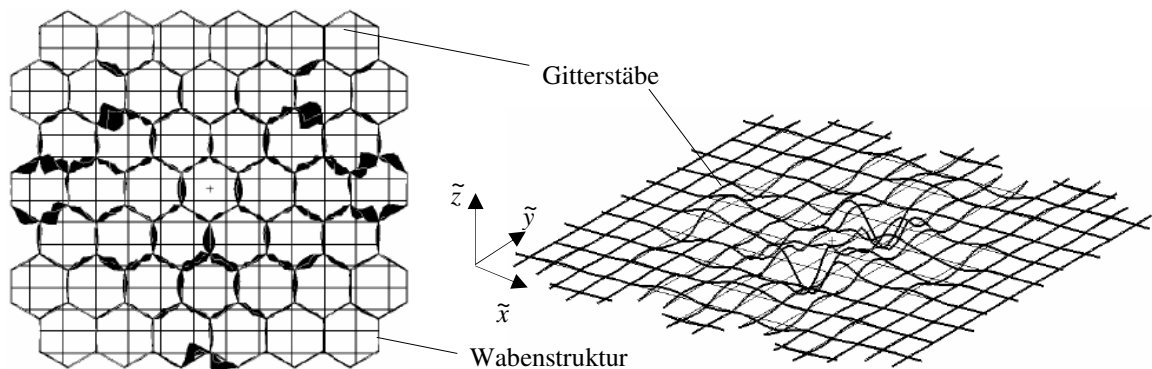 Gitterstäbe
z̃
ỹ
x̃
Wabenstruktur